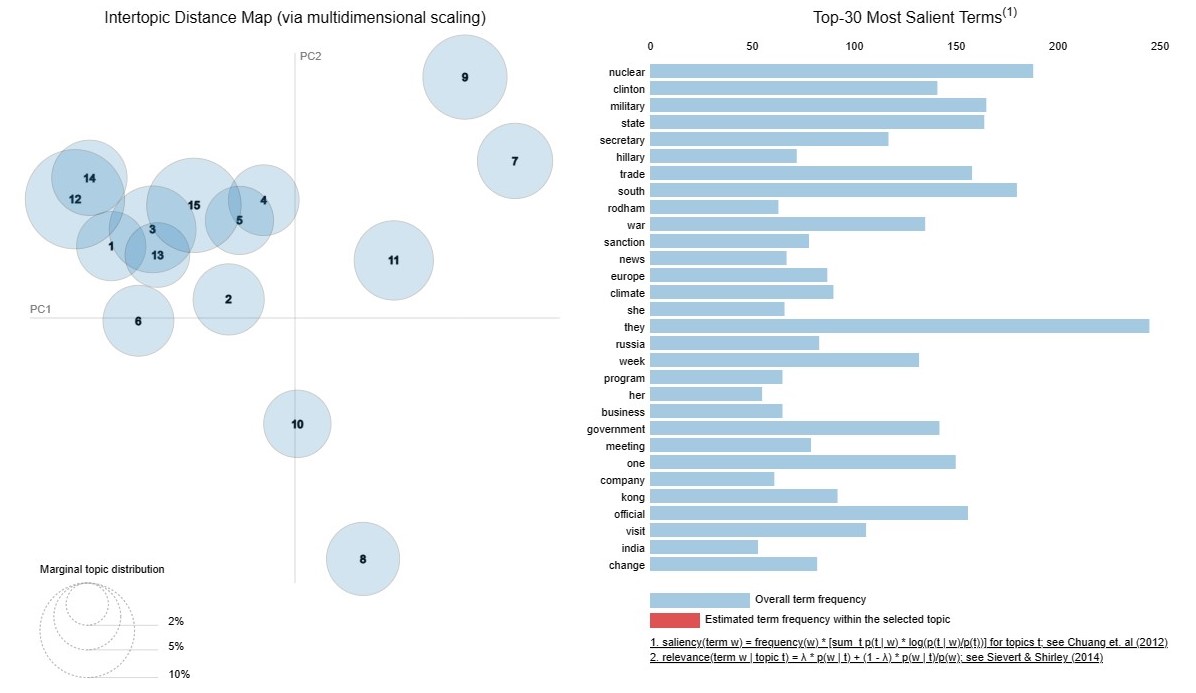 Intertopic Distance Map (via multidimensional scaling)
PC2
PC1
9
7
14
12
15
4
5
3
1
13
11
2
6
10
8
Marginal topic distribution
2%
5%
10%
Top-30 Most Salient Terms(1)
0 50 100 150 200 250
nuclear
clinton
military
state
secretary
hillary
trade
south
rodham
war
sanction
news
europe
climate
she
they
russia
week
program
her
business
government
meeting
one
company
kong
official
visit
india
change
Overall term frequency
Estimated term frequency within the selected topic
1. saliency(term w) = frequency(w) * [sum_t p(t | w) * log(p(t | w)/p(t))] for topics t; see Chuang et. al (2012)
2. relevance(term w | topic t) = λ * p(w | t) + (1 - λ) * p(w | t)/p(w); see Sievert & Shirley (2014)